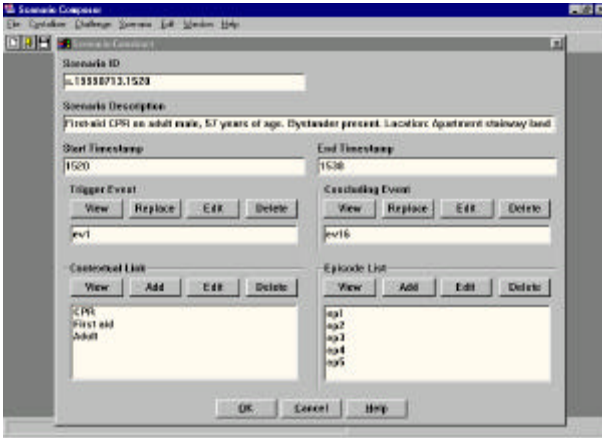 Scenario Composer
File Crystallize Challenge Scenario Edit Window Help
Scenario Construct
Scenario ID
s.19990713.1520
Scenario Description
First-aid CPR on adult male, 57 years of age. Bystander present. Location: Apartment stairway land
Start Timestamp
End Timestamp
1520
1538
Trigger Event
Concluding Event
View Replace Edit Delete
View Replace Edit Delete
ev1
ev16
Contextual Link
Episode List
View Add Edit Delete
View Add Edit Delete
CPR
First aid
Adult
ep1
ep2
ep3
ep4
ep5
OK Cancel Help